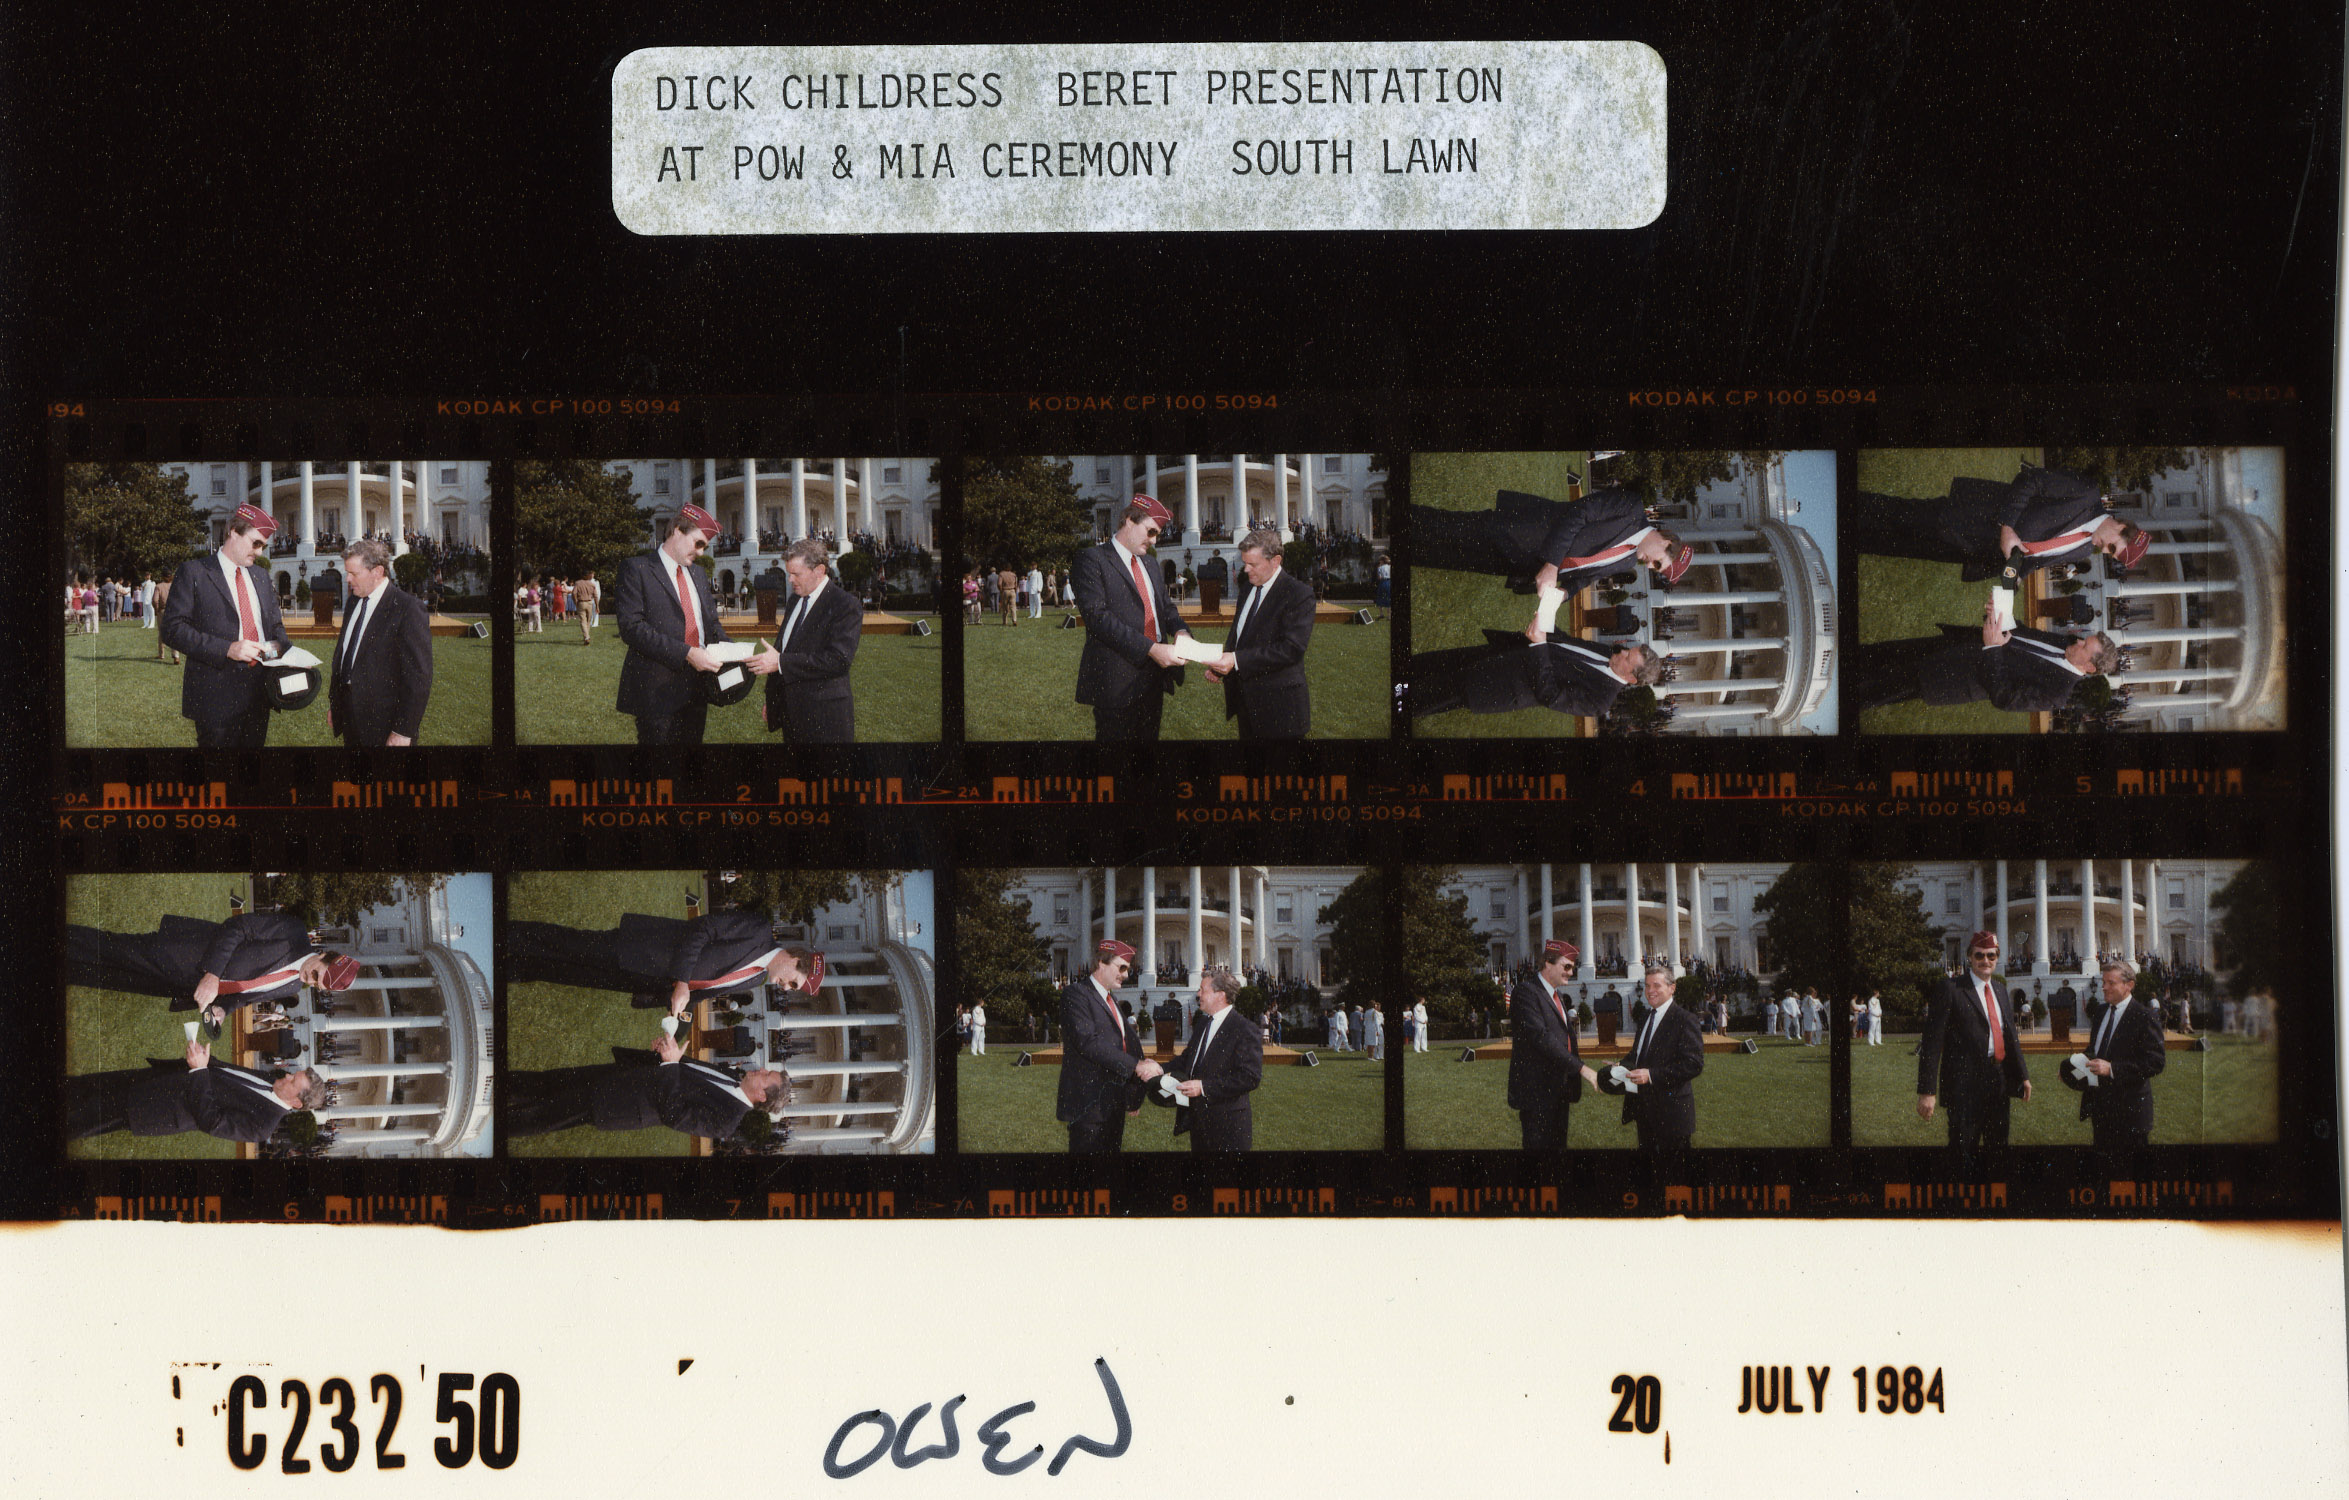 DICK CHILDRESS BERET PRESENTATION
AT POW & MIA CEREMONY SOUTH LAWN
94 KODAK CP 100 5094 KODAK CP 100 5094 KODAK CP 100 5094 KODA
0A 1 1A 2 2A 3 3A 4 4A 5
K CP 100 5094 KODAK CP 100 5094 KODAK CP 100 5094 KODAK CP 100 5094
6 6A 7 7A 8 8A 9 9A 10
C232 50 OWEN 20 JULY 1984